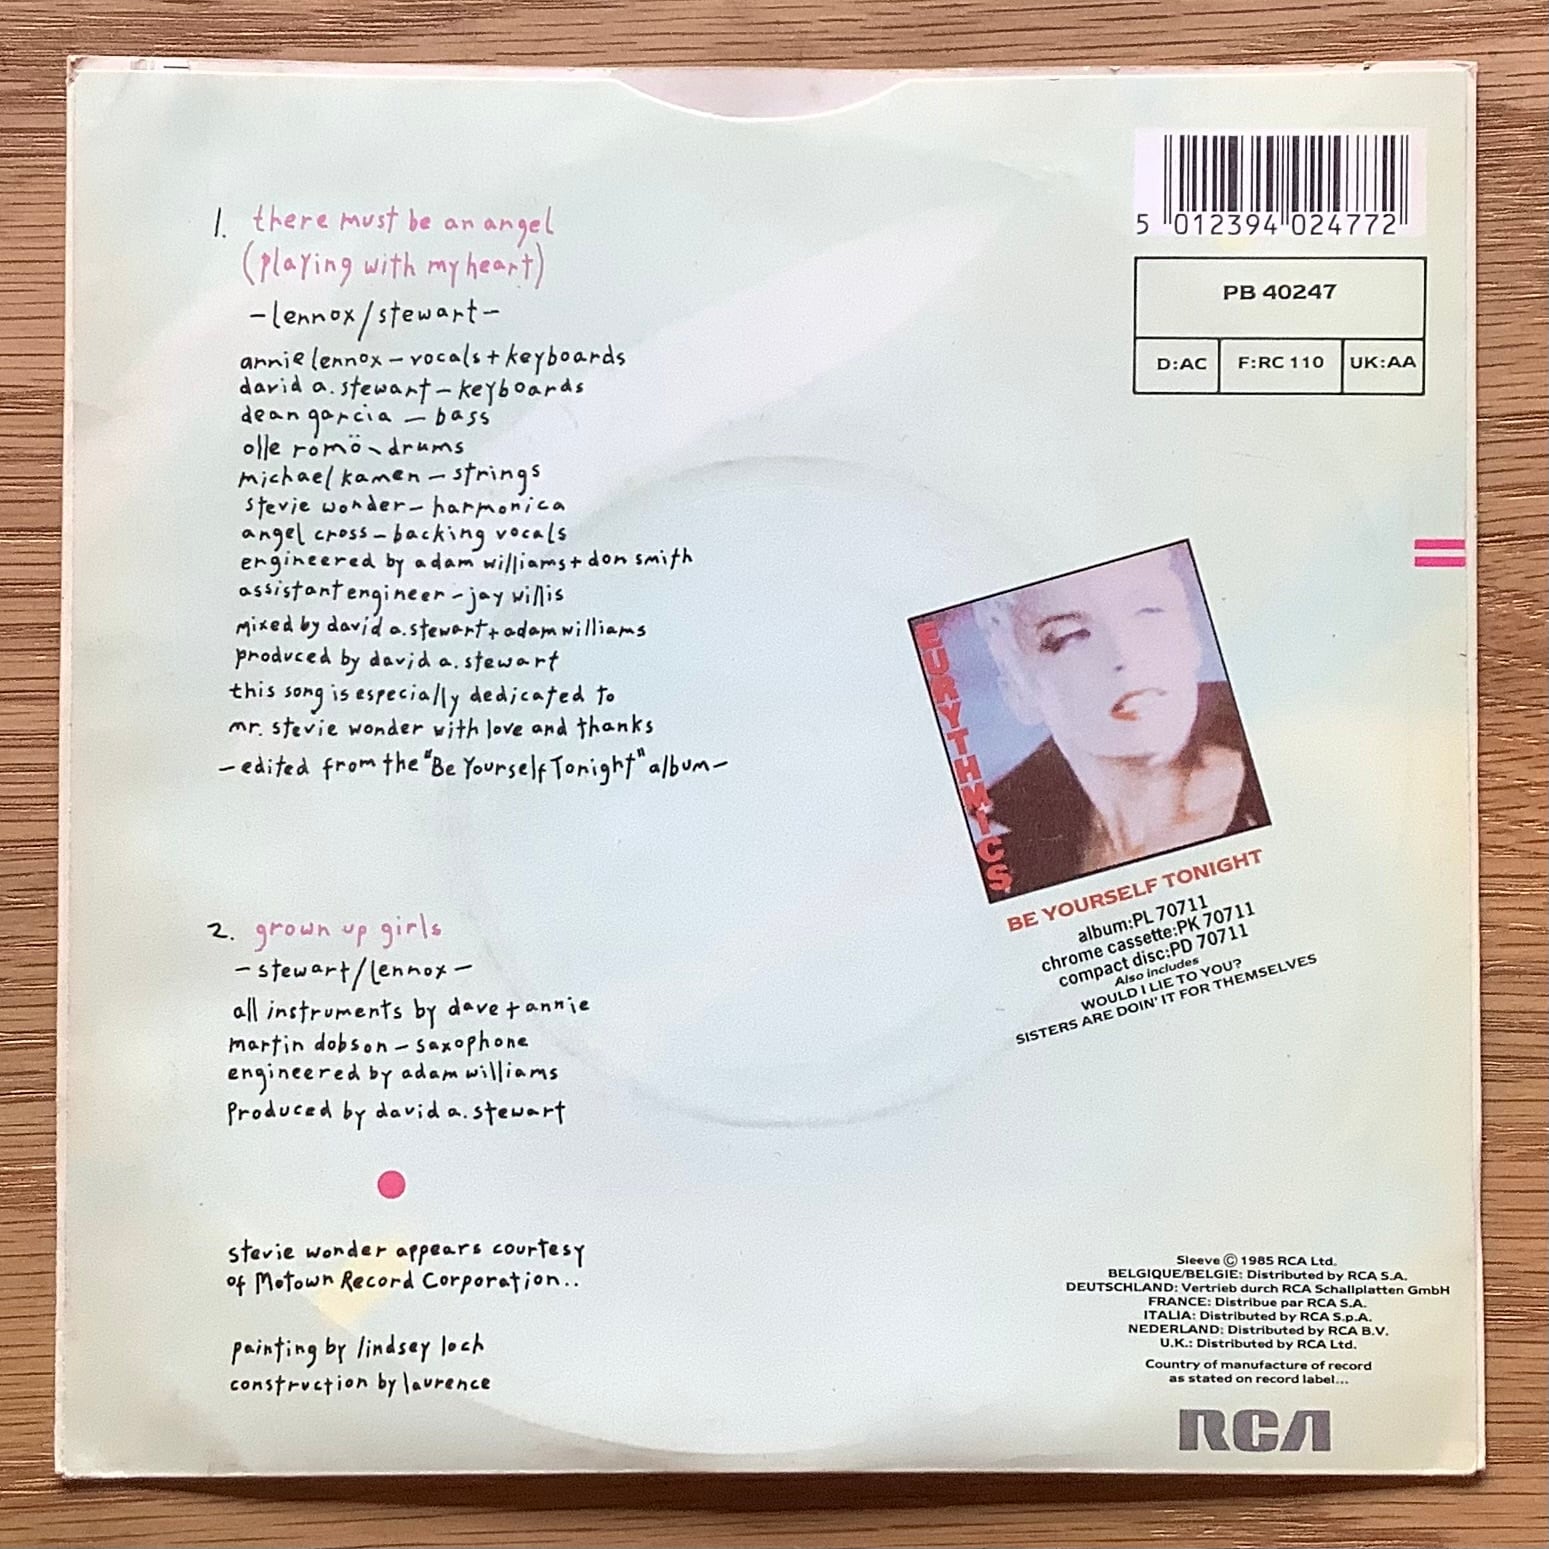 1. there must be an angel
(playing with my heart)
-lennox/stewart-
annie lennox - vocals + keyboards
david a. stewart - keyboards
dean garcia - bass
olle romö - drums
michael kamen - strings
stevie wonder - harmonica
angel cross - backing vocals
engineered by adam williams + don smith
assistant engineer - jay willis
mixed by david a. stewart + adam williams
produced by david a. stewart
this song is especially dedicated to
mr. stevie wonder with love and thanks
- edited from the "Be Yourself Tonight" album -
2. grown up girls
- stewart/lennox -
all instruments by dave + annie
martin dobson - saxophone
engineered by adam williams
produced by david a. stewart
stevie wonder appears courtesy
of Motown Record Corporation..
painting by lindsey loch
construction by laurence
5 012394 024772
PB 40247
D:AC F:RC 110 UK:AA
EURYTHMICS
BE YOURSELF TONIGHT
album:PL 70711
chrome cassette:PK 70711
compact disc:PD 70711
Also includes
WOULD I LIE TO YOU?
SISTERS ARE DOIN' IT FOR THEMSELVES
Sleeve © 1985 RCA Ltd.
BELGIQUE/BELGIE: Distributed by RCA S.A.
DEUTSCHLAND: Vertrieb durch RCA Schallplatten GmbH
FRANCE: Distribue par RCA S.A.
ITALIA: Distributed by RCA S.p.A.
NEDERLAND: Distributed by RCA B.V.
U.K.: Distributed by RCA Ltd.
Country of manufacture of record
as stated on record label...
RCA